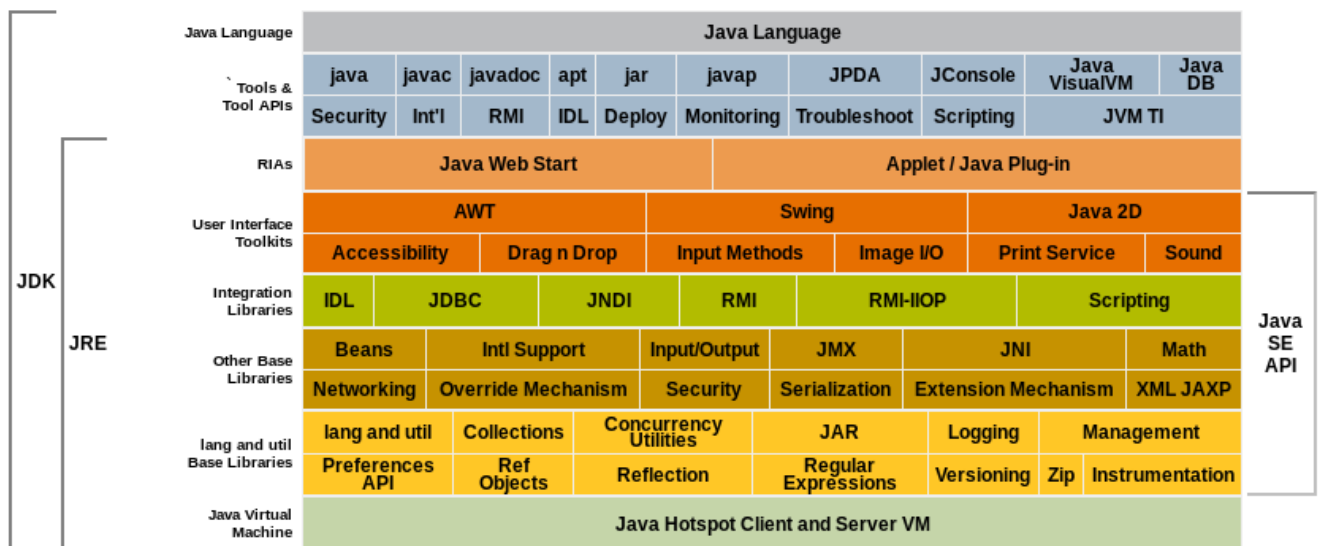 Java Language
Java Language
` Tools &
Tool APIs
java javac javadoc apt jar javap JPDA JConsole Java VisualVM Java DB
Security Int'l RMI IDL Deploy Monitoring Troubleshoot Scripting JVM TI
RIAs
Java Web Start Applet / Java Plug-in
User Interface
Toolkits
AWT Swing Java 2D
Accessibility Drag n Drop Input Methods Image I/O Print Service Sound
JDK
Integration
Libraries
IDL JDBC JNDI RMI RMI-IIOP Scripting
JRE
Java
SE
API
Other Base
Libraries
Beans Intl Support Input/Output JMX JNI Math
Networking Override Mechanism Security Serialization Extension Mechanism XML JAXP
lang and util
Base Libraries
lang and util Collections Concurrency Utilities JAR Logging Management
Preferences API Ref Objects Reflection Regular Expressions Versioning Zip Instrumentation
Java Virtual
Machine
Java Hotspot Client and Server VM